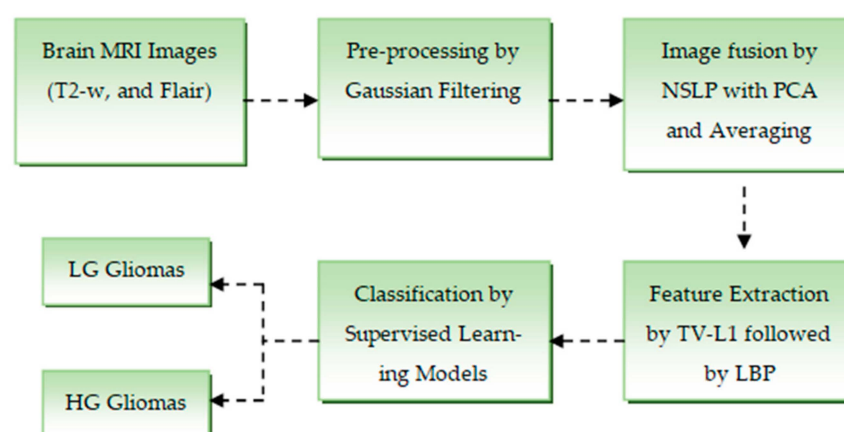 Brain MRI Images
(T2-w, and Flair)
Pre-processing by
Gaussian Filtering
Image fusion by
NSLP with PCA
and Averaging
Feature Extraction
by TV-L1 followed
by LBP
Classification by
Supervised Learn-
ing Models
LG Gliomas
HG Gliomas